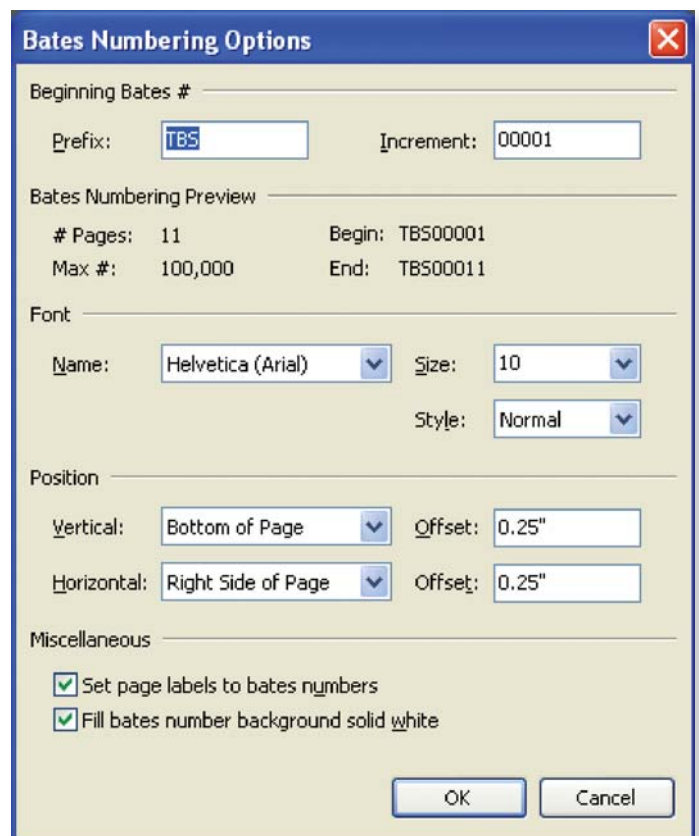 Bates Numbering Options
Beginning Bates #
Prefix: TBS Increment: 00001
Bates Numbering Preview
# Pages: 11 Begin: TBS00001
Max #: 100,000 End: TBS00011
Font
Name: Helvetica (Arial) Size: 10
Style: Normal
Position
Vertical: Bottom of Page Offset: 0.25"
Horizontal: Right Side of Page Offset: 0.25"
Miscellaneous
Set page labels to bates numbers
Fill bates number background solid white
OK Cancel